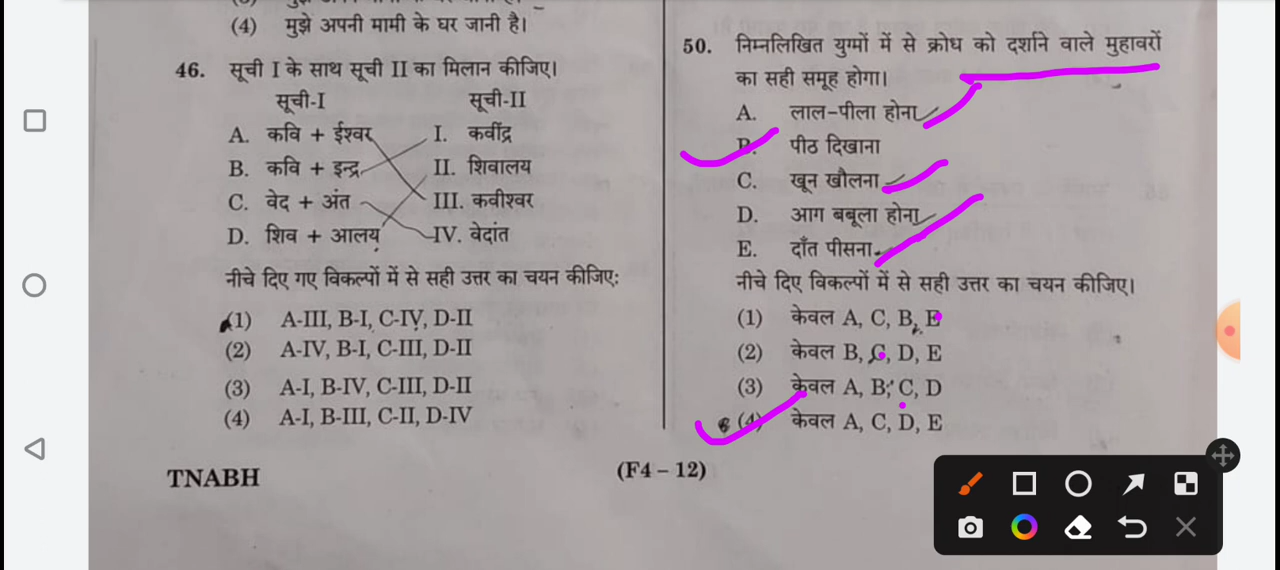 (4) मुझे अपनी मामी के घर जानी है।
46. सूची I के साथ सूची II का मिलान कीजिए।
सूची-I सूची-II
A. कवि + ईश्वर I. कवींद्र
B. कवि + इन्द्र II. शिवालय
C. वेद + अंत III. कवीश्वर
D. शिव + आलय IV. वेदांत
नीचे दिए गए विकल्पों में से सही उत्तर का चयन कीजिए:
(1) A-III, B-I, C-IV, D-II
(2) A-IV, B-I, C-III, D-II
(3) A-I, B-IV, C-III, D-II
(4) A-I, B-III, C-II, D-IV
50. निम्नलिखित युग्मों में से क्रोध को दर्शाने वाले मुहावरों
का सही समूह होगा।
A. लाल-पीला होना
B. पीठ दिखाना
C. खून खौलना
D. आग बबूला होना
E. दाँत पीसना
नीचे दिए विकल्पों में से सही उत्तर का चयन कीजिए।
(1) केवल A, C, B, E
(2) केवल B, C, D, E
(3) केवल A, B, C, D
(4) केवल A, C, D, E
TNABH (F4 – 12)